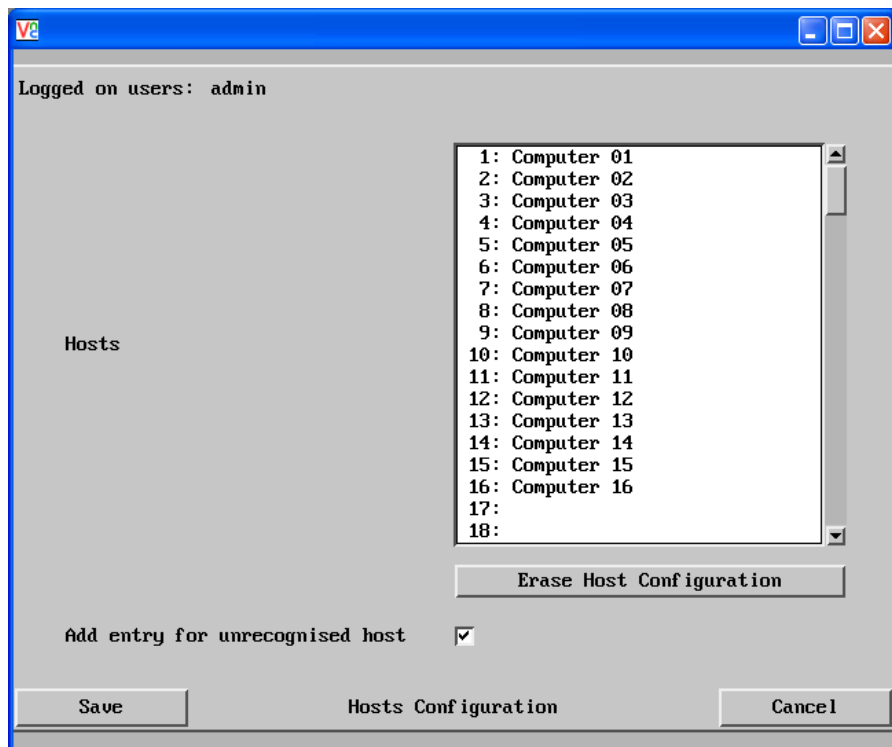 VNC
Logged on users: admin
Hosts
1: Computer 01
2: Computer 02
3: Computer 03
4: Computer 04
5: Computer 05
6: Computer 06
7: Computer 07
8: Computer 08
9: Computer 09
10: Computer 10
11: Computer 11
12: Computer 12
13: Computer 13
14: Computer 14
15: Computer 15
16: Computer 16
17:
18:
Erase Host Configuration
Add entry for unrecognised host
Save
Hosts Configuration
Cancel